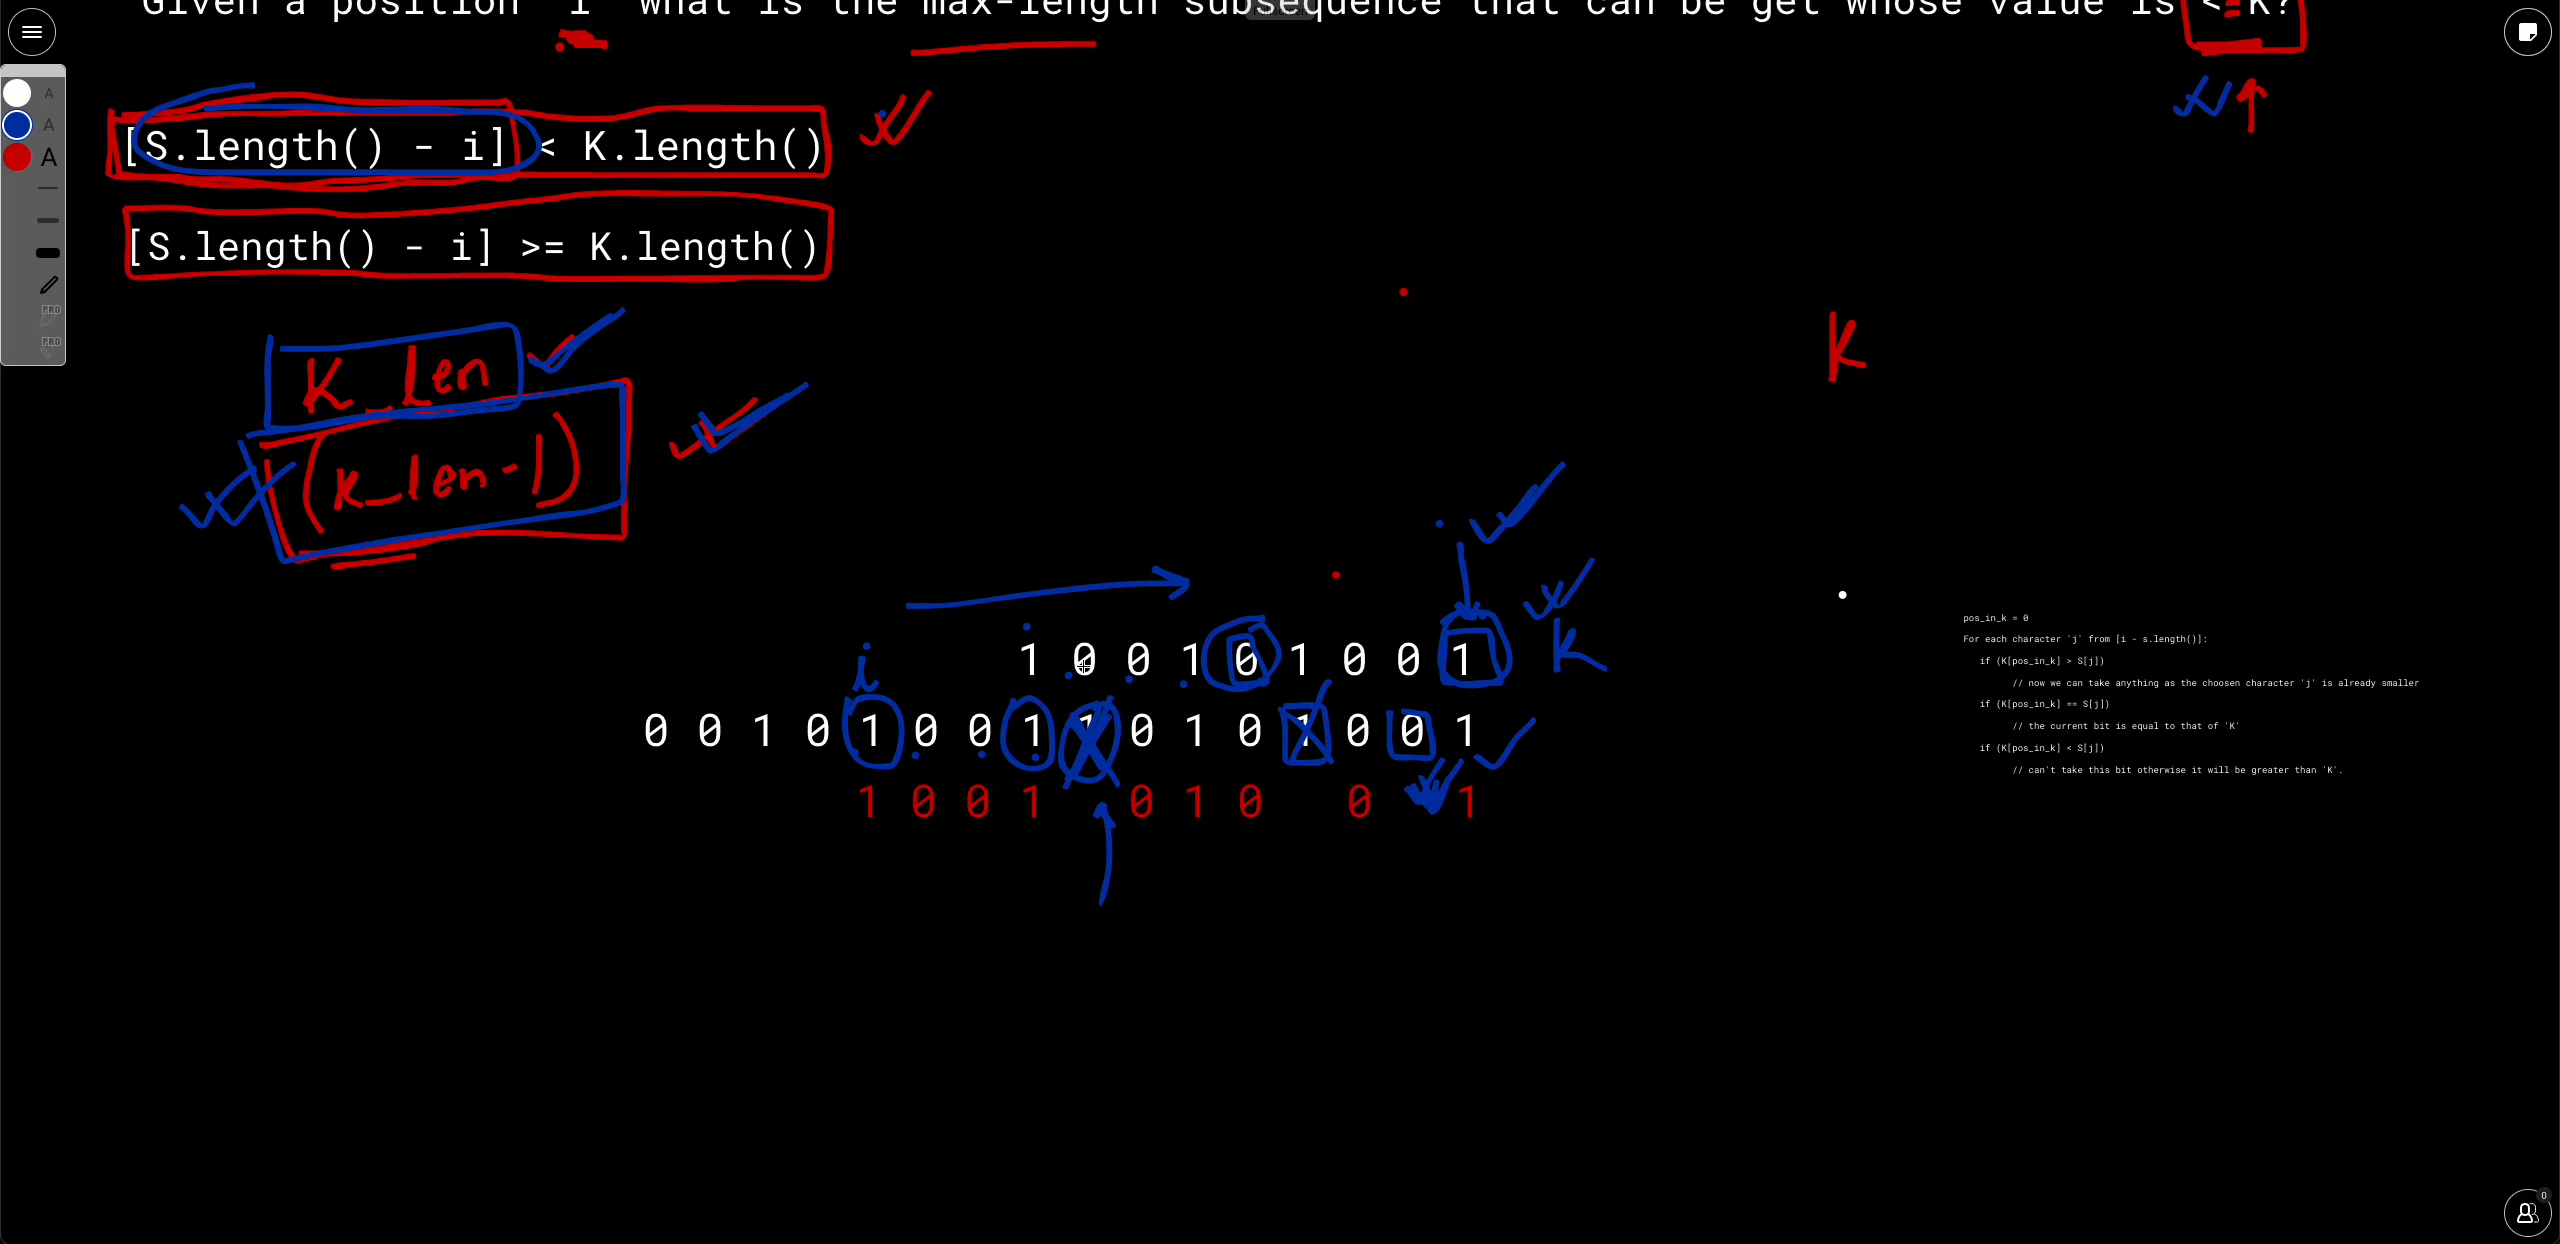 Given a position 'i' what is the max-length subsequence that can be get whose value is <= K?
[S.length() - i] < K.length()
[S.length() - i] >= K.length()
K
K_len
(k_len-1)
i 1 0 0 1 0 1 0 0 1 K
0 0 1 0 1 0 0 1 1 0 1 0 1 0 0 1
1 0 0 1 0 1 0 0 1
pos_in_k = 0
For each character 'j' from [i - s.length()]:
if (K[pos_in_k] > S[j])
// now we can take anything as the choosen character 'j' is already smaller
if (K[pos_in_k] == S[j])
// the current bit is equal to that of 'K'
if (K[pos_in_k] < S[j])
// can't take this bit otherwise it will be greater than 'K'.
A
A
A
PRO
PRO
0